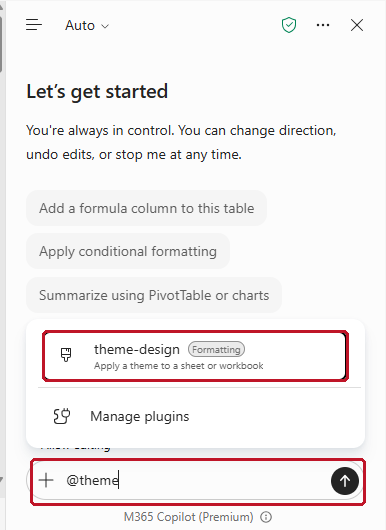 Auto
Let's get started
You're always in control. You can change direction,
undo edits, or stop me at any time.
Add a formula column to this table
Apply conditional formatting
Summarize using PivotTable or charts
theme-design Formatting
Apply a theme to a sheet or workbook
Manage plugins
Allow editing
@theme
M365 Copilot (Premium)